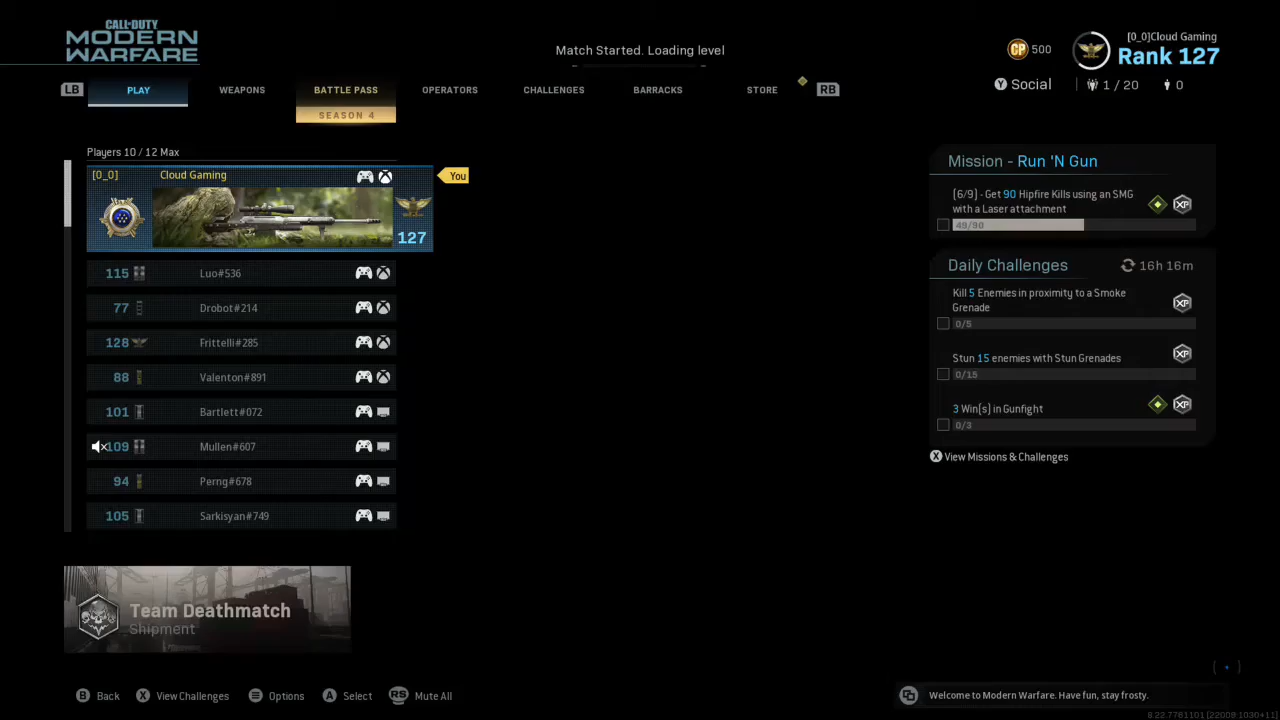 CALL OF DUTY
MODERN
WARFARE
Match Started. Loading level
CP 500
[0_0]Cloud Gaming
Rank 127
Y Social
1 / 20
0
LB
PLAY
WEAPONS
BATTLE PASS
SEASON 4
OPERATORS
CHALLENGES
BARRACKS
STORE
RB
Players 10 / 12 Max
[0_0] Cloud Gaming
127
You
115 Luo#536
77 Drobot#214
128 Frittelli#285
88 Valenton#891
101 Bartlett#072
109 Mullen#607
94 Perng#678
105 Sarkisyan#749
Mission - Run 'N Gun
(6/9) - Get 90 Hipfire Kills using an SMG
with a Laser attachment
XP
49/90
Daily Challenges
16h 16m
Kill 5 Enemies in proximity to a Smoke
Grenade
XP
0/5
Stun 15 enemies with Stun Grenades
XP
0/15
3 Win(s) in Gunfight
XP
0/3
X View Missions & Challenges
Team Deathmatch
Shipment
B Back
X View Challenges
Options
A Select
RS Mute All
Welcome to Modern Warfare. Have fun, stay frosty.